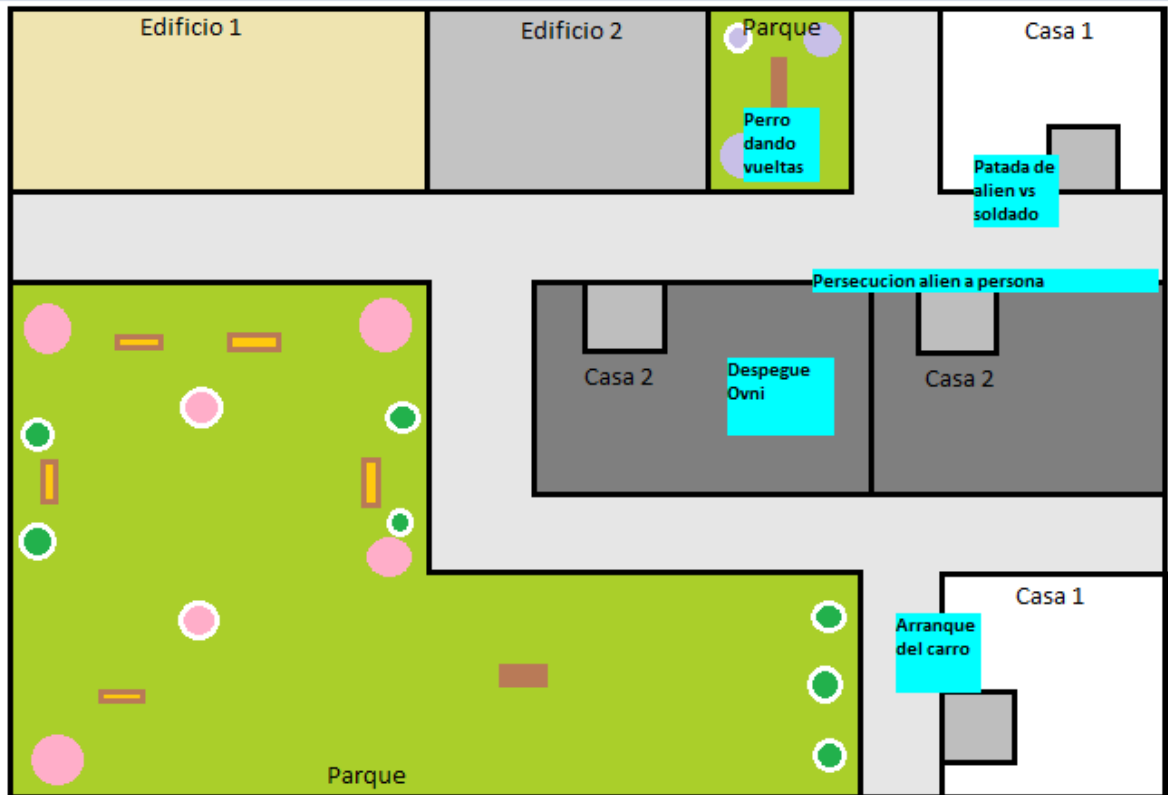 Edificio 1
Edificio 2
Parque
Casa 1
Perro
dando
vueltas
Patada de
alien vs
soldado
Persecucion alien a persona
Despegue
Ovni
Casa 2
Casa 2
Arranque
del carro
Casa 1
Parque